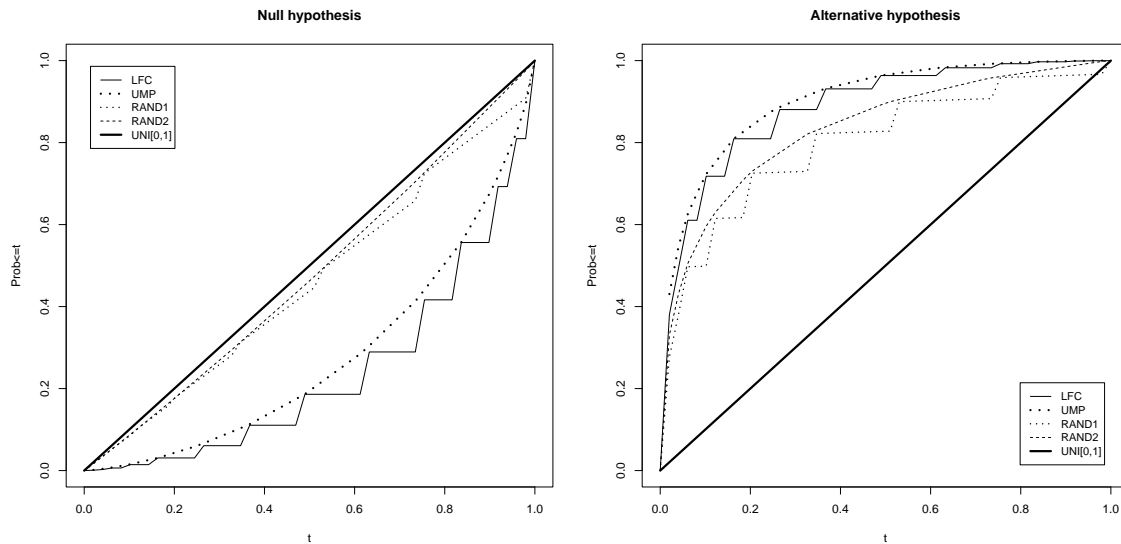 Null hypothesis
1.0
0.8
0.6
0.4
0.2
0.0
Prob<=t
LFC
UMP
RAND1
RAND2
UNI[0,1]
0.0 0.2 0.4 0.6 0.8 1.0
t
Alternative hypothesis
1.0
0.8
0.6
0.4
0.2
0.0
Prob<=t
LFC
UMP
RAND1
RAND2
UNI[0,1]
0.0 0.2 0.4 0.6 0.8 1.0
t